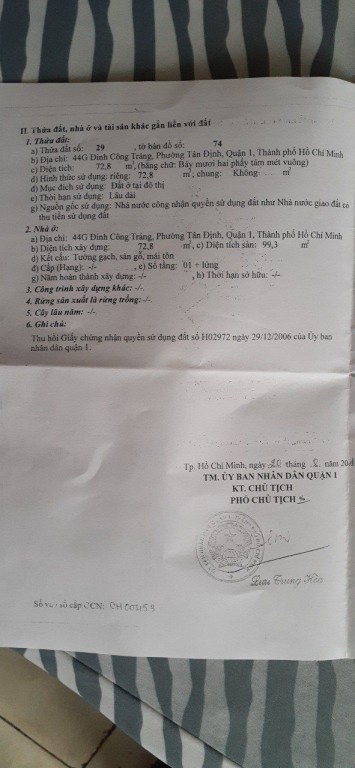 II. Thửa đất, nhà ở và tài sản khác gắn liền với đất
1. Thửa đất:
a) Thửa đất số: 29 , tờ bản đồ số: 74
b) Địa chỉ: 44G Đinh Công Tráng, Phường Tân Định, Quận 1, Thành phố Hồ Chí Minh
c) Diện tích: 72,8 m², (bằng chữ: Bảy mươi hai phẩy tám mét vuông)
d) Hình thức sử dụng: riêng: 72,8 m²; chung: Không m²
đ) Mục đích sử dụng: Đất ở tại đô thị
e) Thời hạn sử dụng: Lâu dài
g) Nguồn gốc sử dụng: Nhà nước công nhận quyền sử dụng đất như Nhà nước giao đất có
thu tiền sử dụng đất
2. Nhà ở:
a) Địa chỉ: 44G Đinh Công Tráng, Phường Tân Định, Quận 1, Thành phố Hồ Chí Minh
b) Diện tích xây dựng: 72,8 m², c) Diện tích sàn: 99,3 m²
d) Kết cấu: Tường gạch, sàn gỗ, mái tôn
đ) Cấp (Hạng): -/- , e) Số tầng: 01 + lửng
g) Năm hoàn thành xây dựng: -/- , h) Thời hạn sở hữu: -/-
3. Công trình xây dựng khác: -/-
4. Rừng sản xuất là rừng trồng: -/-
5. Cây lâu năm: -/-
6. Ghi chú:
Thu hồi Giấy chứng nhận quyền sử dụng đất số H02972 ngày 29/12/2006 của Ủy ban
nhân dân quận 1.
Tp. Hồ Chí Minh, ngày 20 tháng năm
TM. ỦY BAN NHÂN DÂN QUẬN 1
KT. CHỦ TỊCH
PHÓ CHỦ TỊCH
Lưu Trung Hòa
Số vào sổ cấp GCN: CH00455